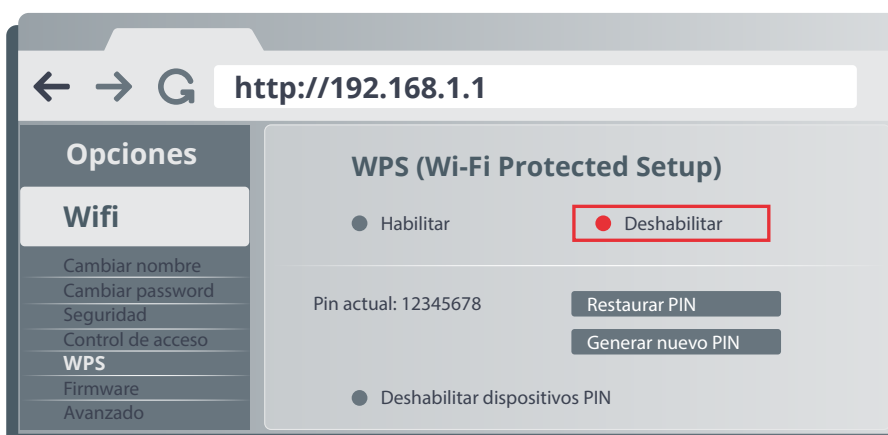 http://192.168.1.1
Opciones
Wifi
Cambiar nombre
Cambiar password
Seguridad
Control de acceso
WPS
Firmware
Avanzado
WPS (Wi-Fi Protected Setup)
Habilitar
Deshabilitar
Pin actual: 12345678
Restaurar PIN
Generar nuevo PIN
Deshabilitar dispositivos PIN